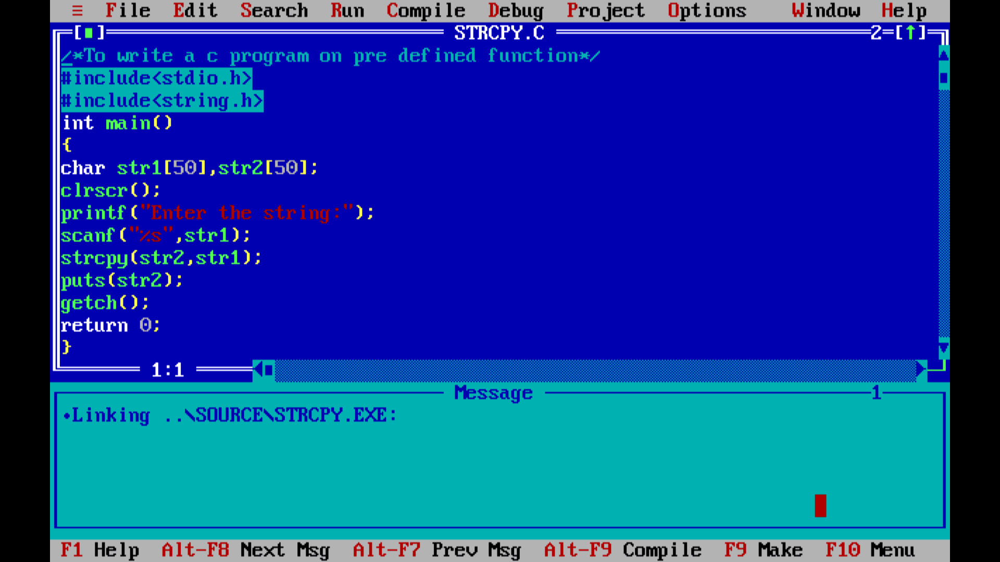 ≡ File Edit Search Run Compile Debug Project Options Window Help
[■] STRCPY.C 2=[↑]
/*To write a c program on pre defined function*/
#include<stdio.h>
#include<string.h>
int main()
{
char str1[50],str2[50];
clrscr();
printf("Enter the string:");
scanf("%s",str1);
strcpy(str2,str1);
puts(str2);
getch();
return 0;
}
1:1
Message 1
•Linking ..\SOURCE\STRCPY.EXE:
F1 Help Alt-F8 Next Msg Alt-F7 Prev Msg Alt-F9 Compile F9 Make F10 Menu